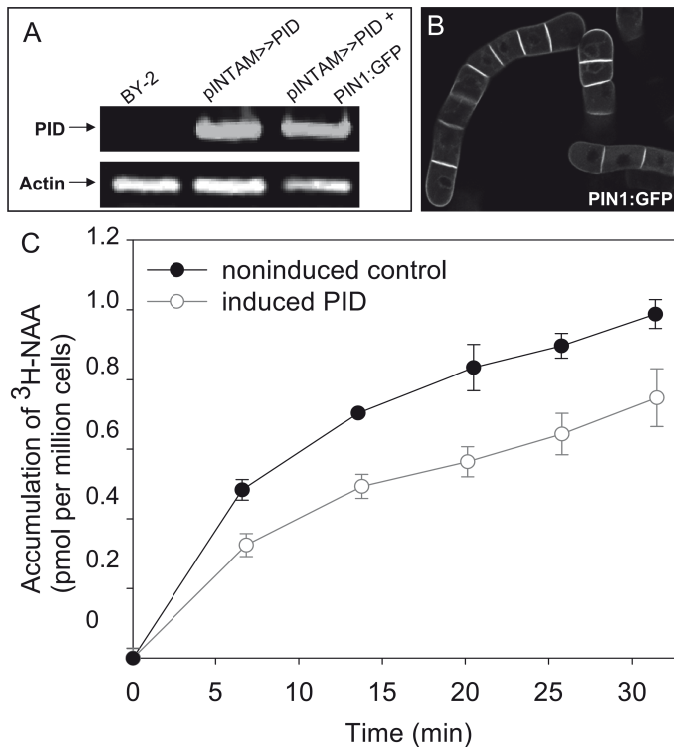 A
BY-2
pINTAM>>PID
pINTAM>>PID +
PIN1:GFP
PID
Actin
B
PIN1:GFP
C
noninduced control
induced PID
Accumulation of ³H-NAA
(pmol per million cells)
1.2
1.0
0.8
0.6
0.4
0.2
0
0 5 10 15 20 25 30
Time (min)